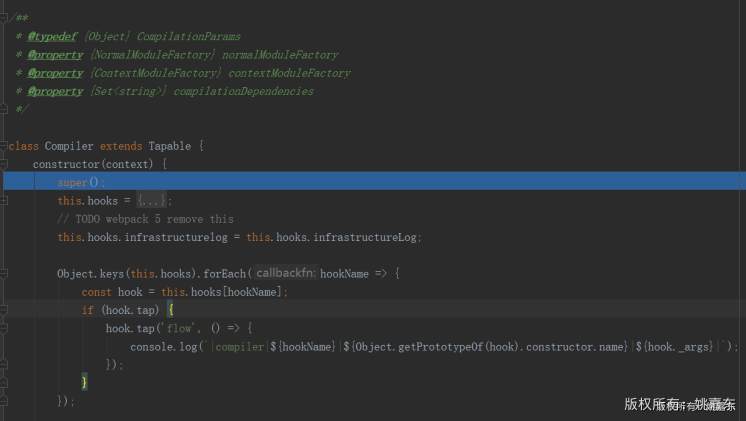 /**
 * @typedef {Object} CompilationParams
 * @property {NormalModuleFactory} normalModuleFactory
 * @property {ContextModuleFactory} contextModuleFactory
 * @property {Set<string>} compilationDependencies
 */
class Compiler extends Tapable {
    constructor(context) {
        super();
        this.hooks = {...};
        // TODO webpack 5 remove this
        this.hooks.infrastructurelog = this.hooks.infrastructureLog;
        Object.keys(this.hooks).forEach( callbackfn: hookName => {
            const hook = this.hooks[hookName];
            if (hook.tap) {
                hook.tap('flow', () => {
                    console.log(`|compiler|${hookName}|${Object.getPrototypeOf(hook).constructor.name}|${hook._args}|`);
                });
            }
        });
版权所有：姚嘉东